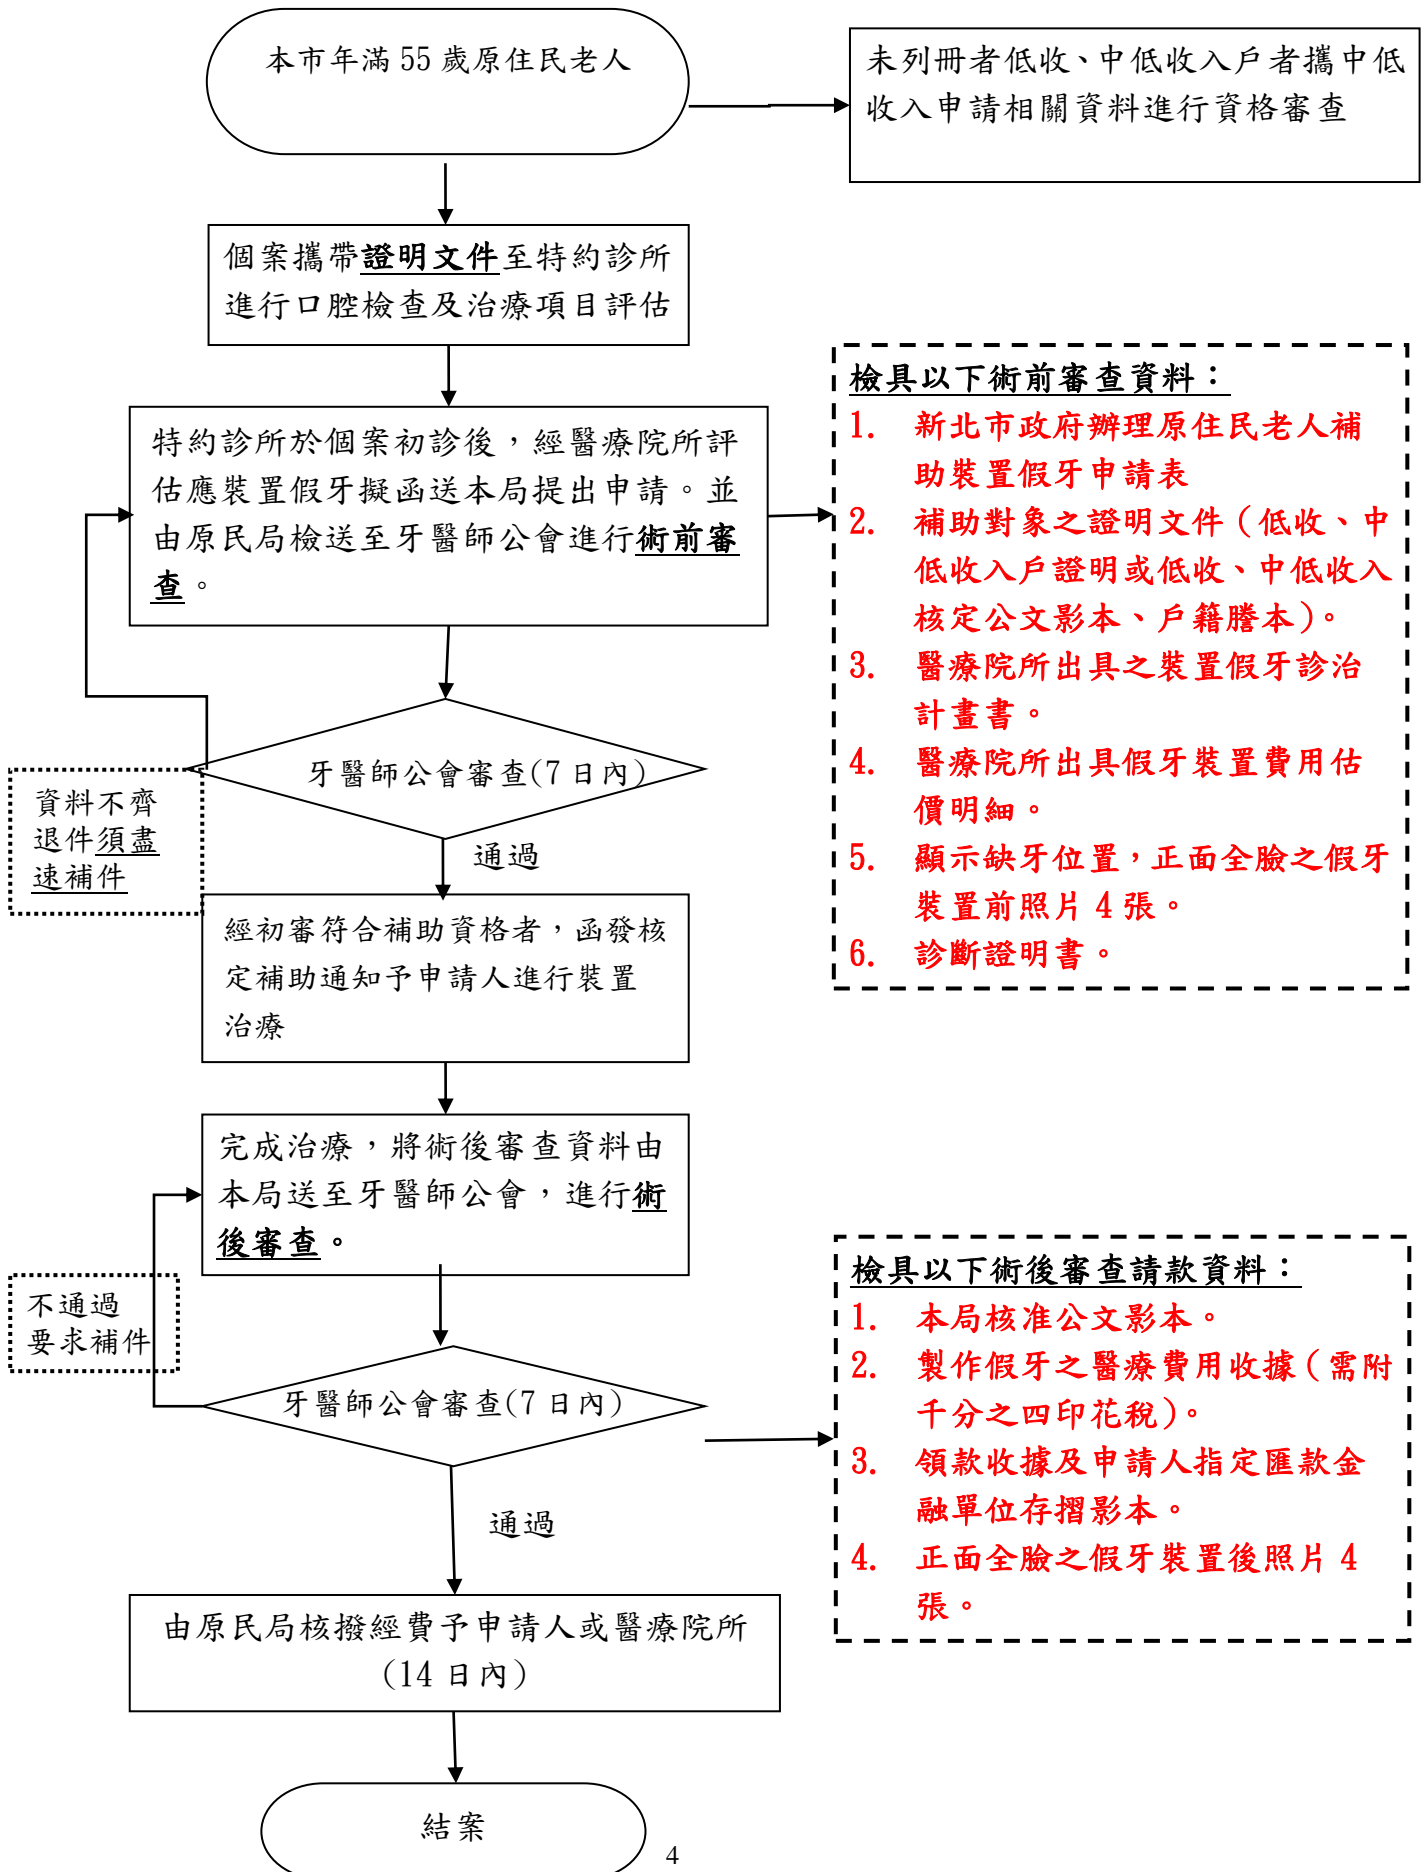 本市年滿 55 歲原住民老人
未列冊者低收、中低收入戶者攜中低
收入申請相關資料進行資格審查
個案攜帶證明文件至特約診所
進行口腔檢查及治療項目評估
特約診所於個案初診後，經醫療院所評
估應裝置假牙擬函送本局提出申請。並
由原民局檢送至牙醫師公會進行術前審
查。
檢具以下術前審查資料：
1. 新北市政府辦理原住民老人補
助裝置假牙申請表
2. 補助對象之證明文件（低收、中
低收入戶證明或低收、中低收入
核定公文影本、戶籍謄本）。
3. 醫療院所出具之裝置假牙診治
計畫書。
4. 醫療院所出具假牙裝置費用估
價明細。
5. 顯示缺牙位置，正面全臉之假牙
裝置前照片 4 張。
6. 診斷證明書。
牙醫師公會審查(7 日內)
資料不齊
退件須盡
速補件
通過
經初審符合補助資格者，函發核
定補助通知予申請人進行裝置
治療
完成治療，將術後審查資料由
本局送至牙醫師公會，進行術
後審查。
不通過
要求補件
牙醫師公會審查(7 日內)
檢具以下術後審查請款資料：
1. 本局核准公文影本。
2. 製作假牙之醫療費用收據（需附
千分之四印花稅）。
3. 領款收據及申請人指定匯款金
融單位存摺影本。
4. 正面全臉之假牙裝置後照片 4
張。
通過
由原民局核撥經費予申請人或醫療院所
(14 日內)
結案
4